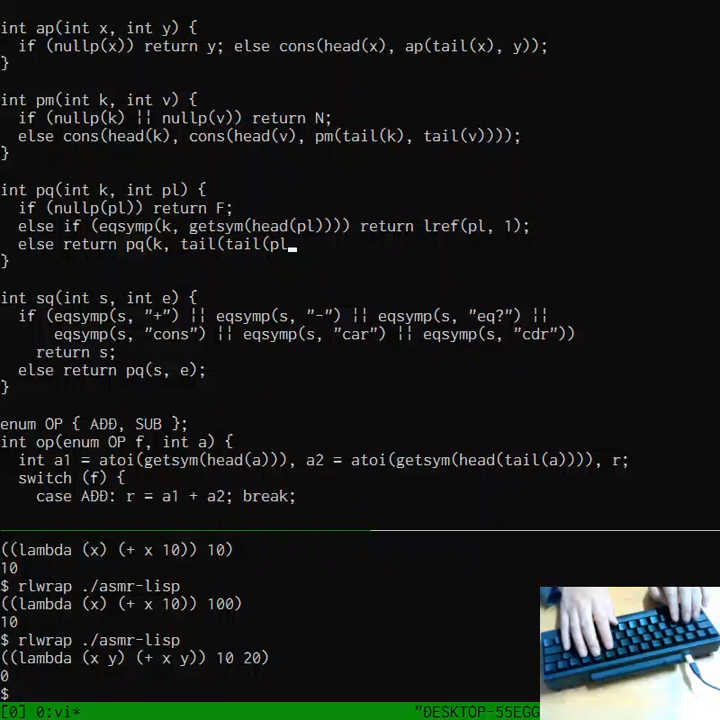 int ap(int x, int y) {
  if (nullp(x)) return y; else cons(head(x), ap(tail(x), y));
}
int pm(int k, int v) {
  if (nullp(k) || nullp(v)) return N;
  else cons(head(k), cons(head(v), pm(tail(k), tail(v))));
}
int pq(int k, int pl) {
  if (nullp(pl)) return F;
  else if (eqsymp(k, getsym(head(pl)))) return lref(pl, 1);
  else return pq(k, tail(tail(pl
}
int sq(int s, int e) {
  if (eqsymp(s, "+") || eqsymp(s, "-") || eqsymp(s, "eq?") ||
      eqsymp(s, "cons") || eqsymp(s, "car") || eqsymp(s, "cdr"))
    return s;
  else return pq(s, e);
}
enum OP { ADD, SUB };
int op(enum OP f, int a) {
  int a1 = atoi(getsym(head(a))), a2 = atoi(getsym(head(tail(a)))), r;
  switch (f) {
    case ADD: r = a1 + a2; break;
((lambda (x) (+ x 10)) 10)
10
$ rlwrap ./asmr-lisp
((lambda (x) (+ x 10)) 100)
10
$ rlwrap ./asmr-lisp
((lambda (x y) (+ x y)) 10 20)
0
$
[0] 0:vi* "DESKTOP-55EGG